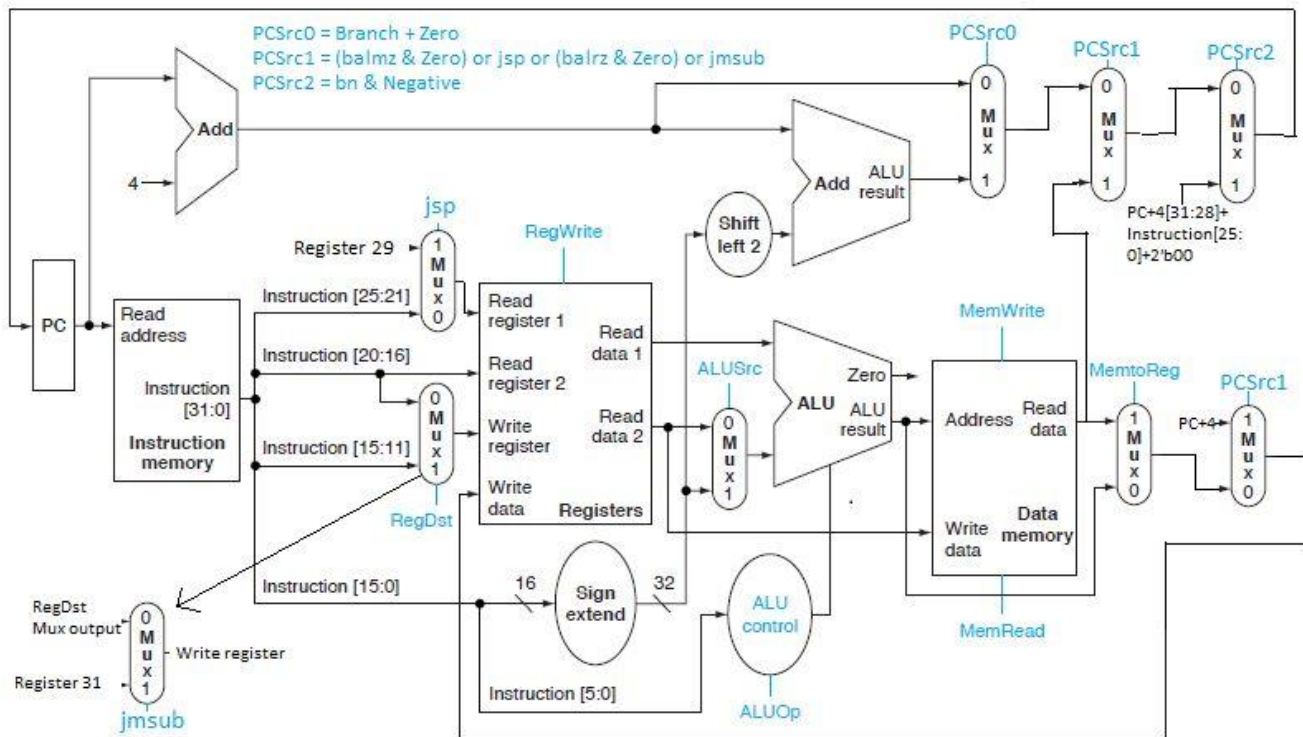 PCSrc0 = Branch + Zero
PCSrc1 = (balmz & Zero) or jsp or (balrz & Zero) or jmsub
PCSrc2 = bn & Negative
PCSrc0
PCSrc1
PCSrc2
0
Mux
1
0
Mux
1
0
Mux
1
Add
4
Add
ALU
result
Shift
left 2
PC+4[31:28]+
Instruction[25:
0]+2'b00
jsp
Register 29
1
Mux
0
RegWrite
PC
Read
address
Instruction
[31:0]
Instruction
memory
Instruction [25:21]
Instruction [20:16]
Instruction [15:11]
0
Mux
1
RegDst
Read
register 1
Read
register 2
Write
register
Write
data
Read
data 1
Read
data 2
Registers
ALUSrc
0
Mux
1
Zero
ALU
ALU
result
MemWrite
Address
Read
data
Write
data
Data
memory
MemRead
MemtoReg
1
Mux
0
PCSrc1
PC+4
1
Mux
0
Instruction [15:0]
16
Sign
extend
32
ALU
control
ALUOp
Instruction [5:0]
RegDst
Mux output
0
Mux
1
Write register
Register 31
jmsub